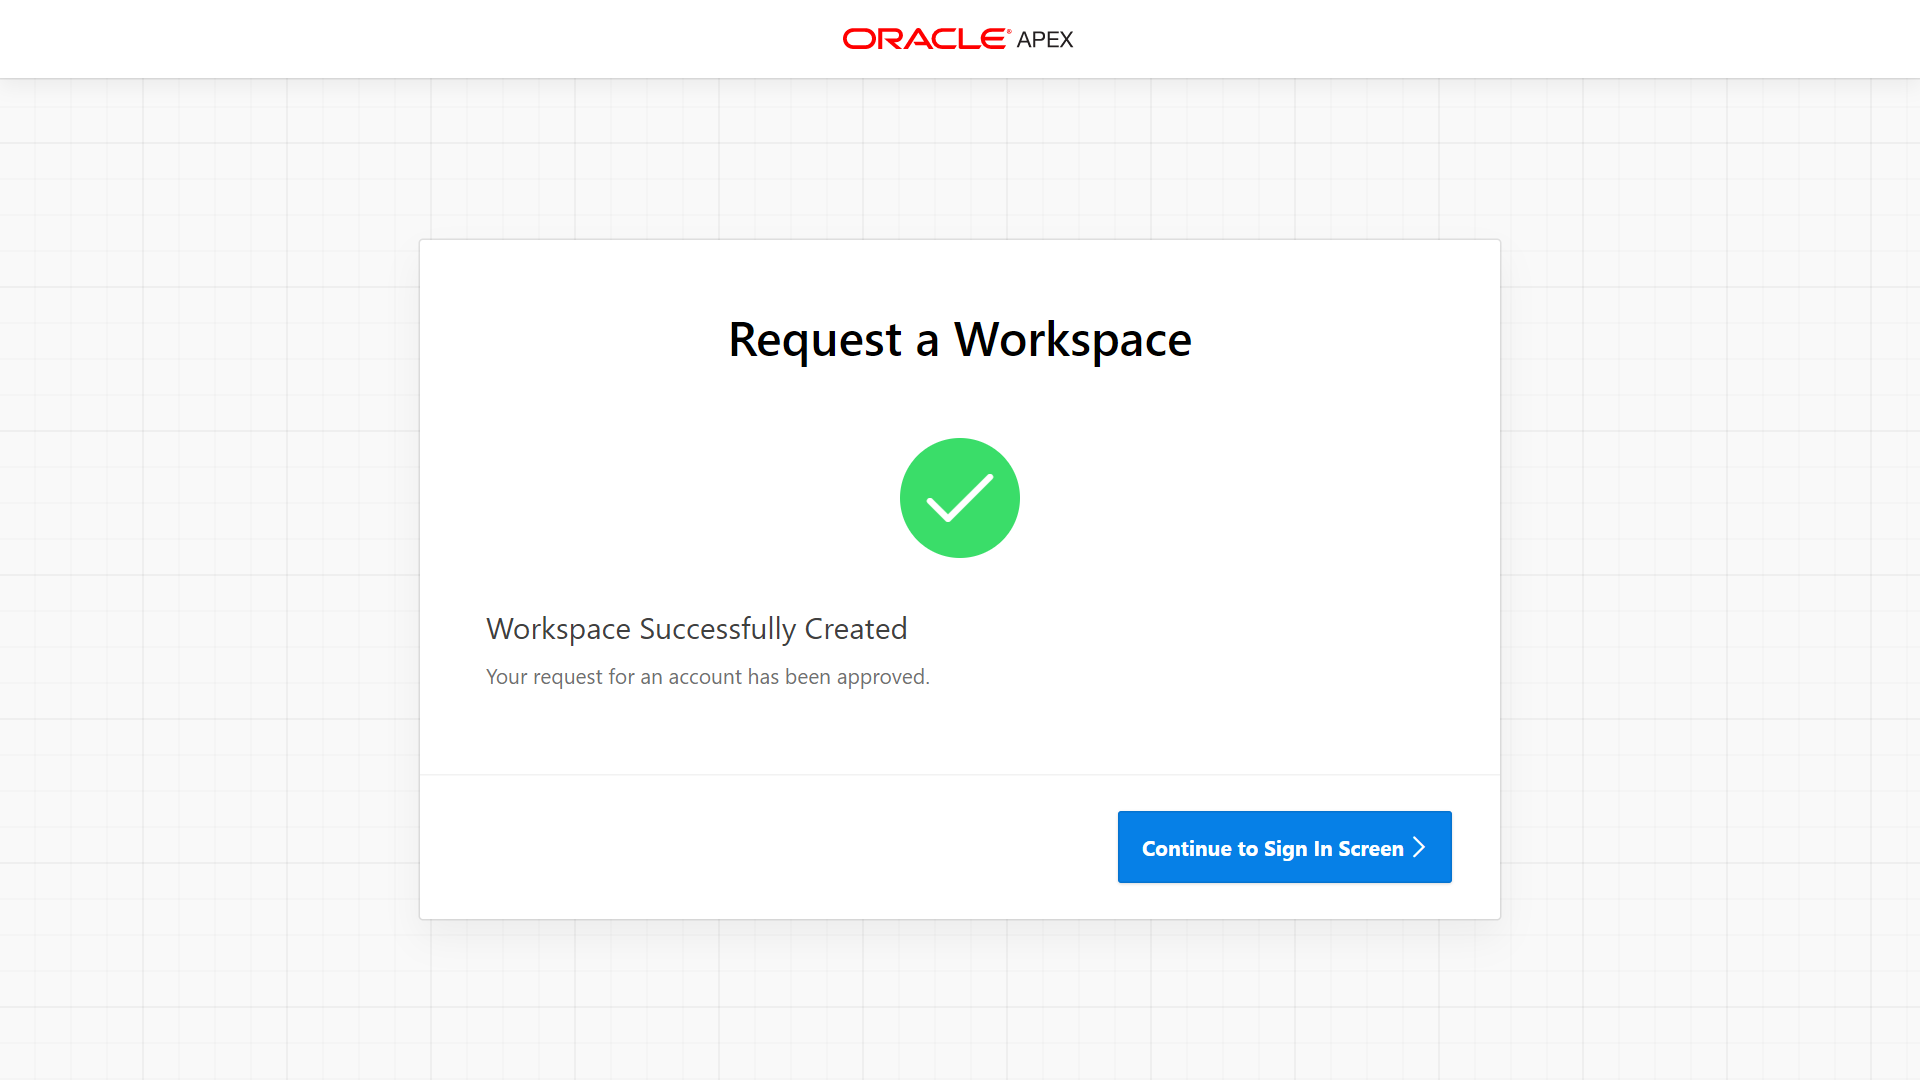 ORACLE® APEX
Request a Workspace
Workspace Successfully Created
Your request for an account has been approved.
Continue to Sign In Screen